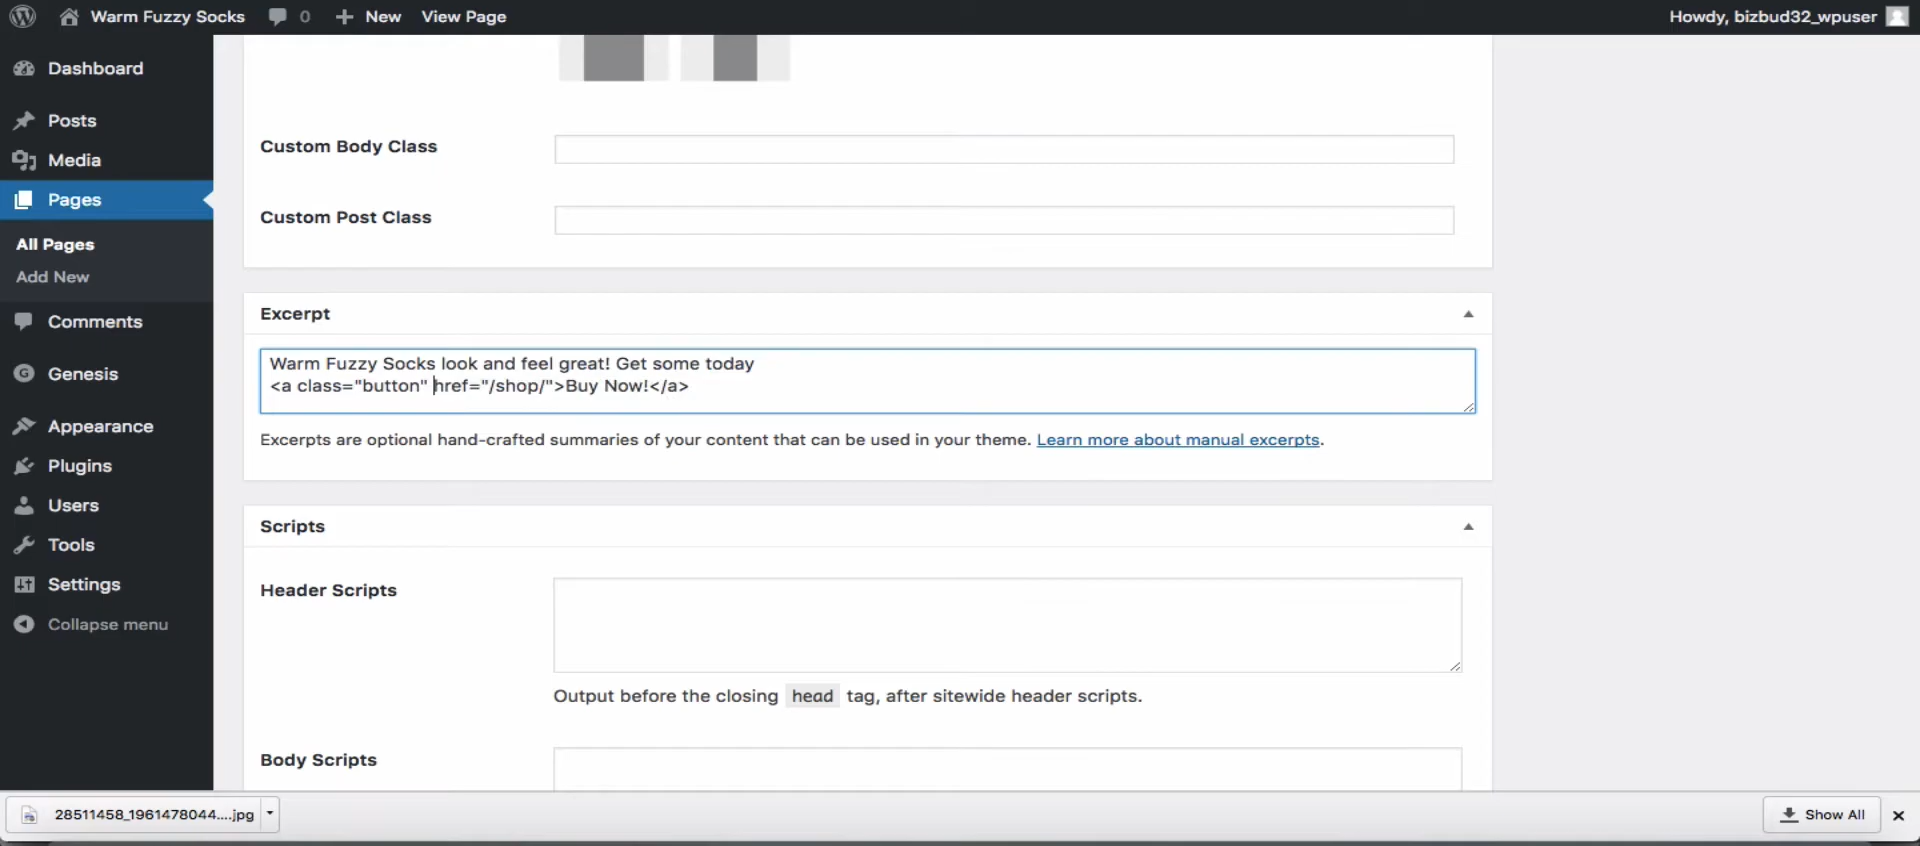 Warm Fuzzy Socks 0 New View Page Howdy, bizbud32_wpuser
Dashboard
Posts
Media
Pages
All Pages
Add New
Comments
Genesis
Appearance
Plugins
Users
Tools
Settings
Collapse menu
Custom Body Class
Custom Post Class
Excerpt
Warm Fuzzy Socks look and feel great! Get some today
<a class="button" href="/shop/">Buy Now!</a>
Excerpts are optional hand-crafted summaries of your content that can be used in your theme. Learn more about manual excerpts.
Scripts
Header Scripts
Output before the closing head tag, after sitewide header scripts.
Body Scripts
28511458_1961478044....jpg Show All